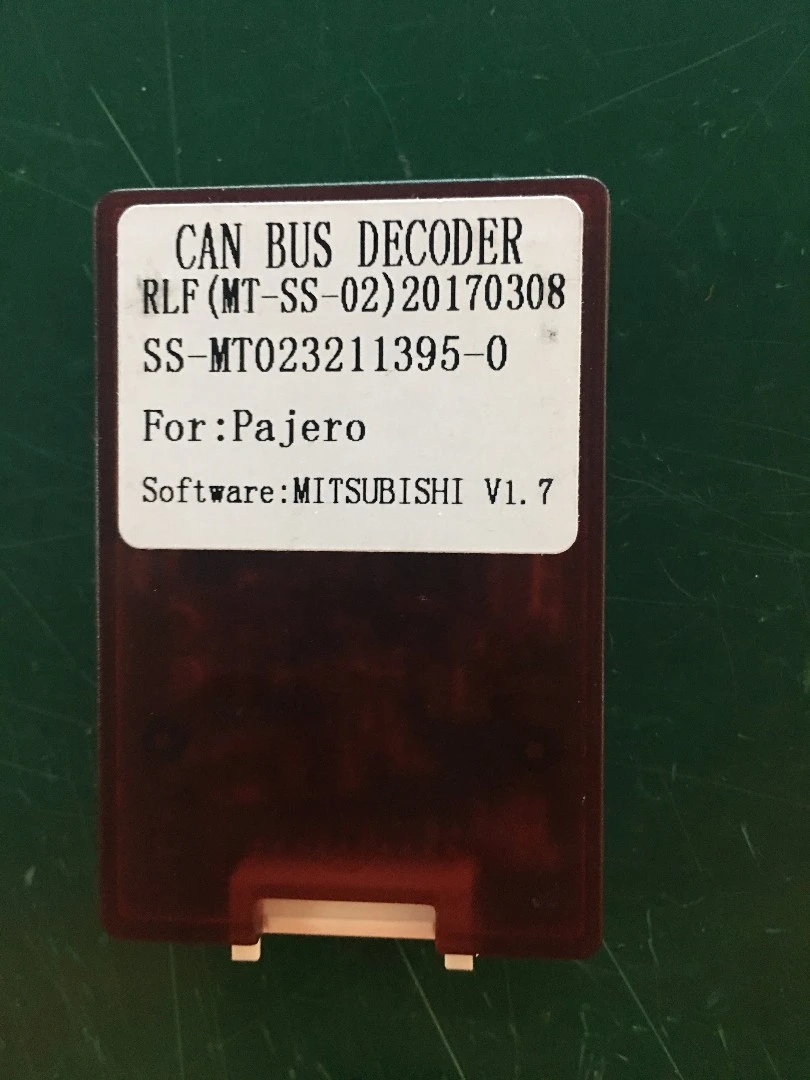 CAN BUS DECODER
RLF(MT-SS-02)20170308
SS-MT023211395-0
For:Pajero
Software:MITSUBISHI V1.7